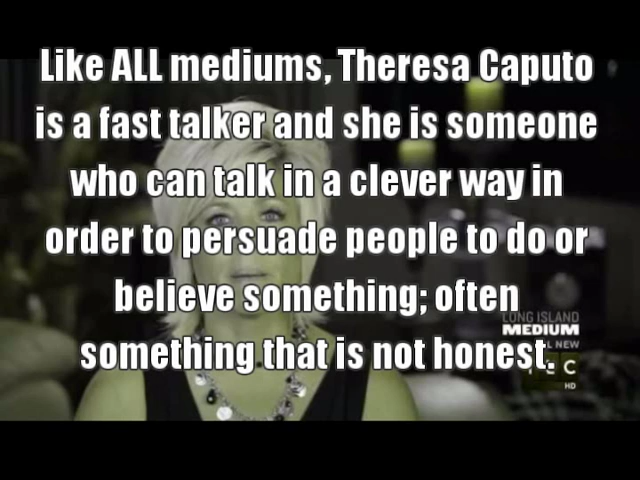 Like ALL mediums, Theresa Caputo
is a fast talker and she is someone
who can talk in a clever way in
order to persuade people to do or
believe something; often
LONG ISLAND
MEDIUM
something that is not honest.
HD